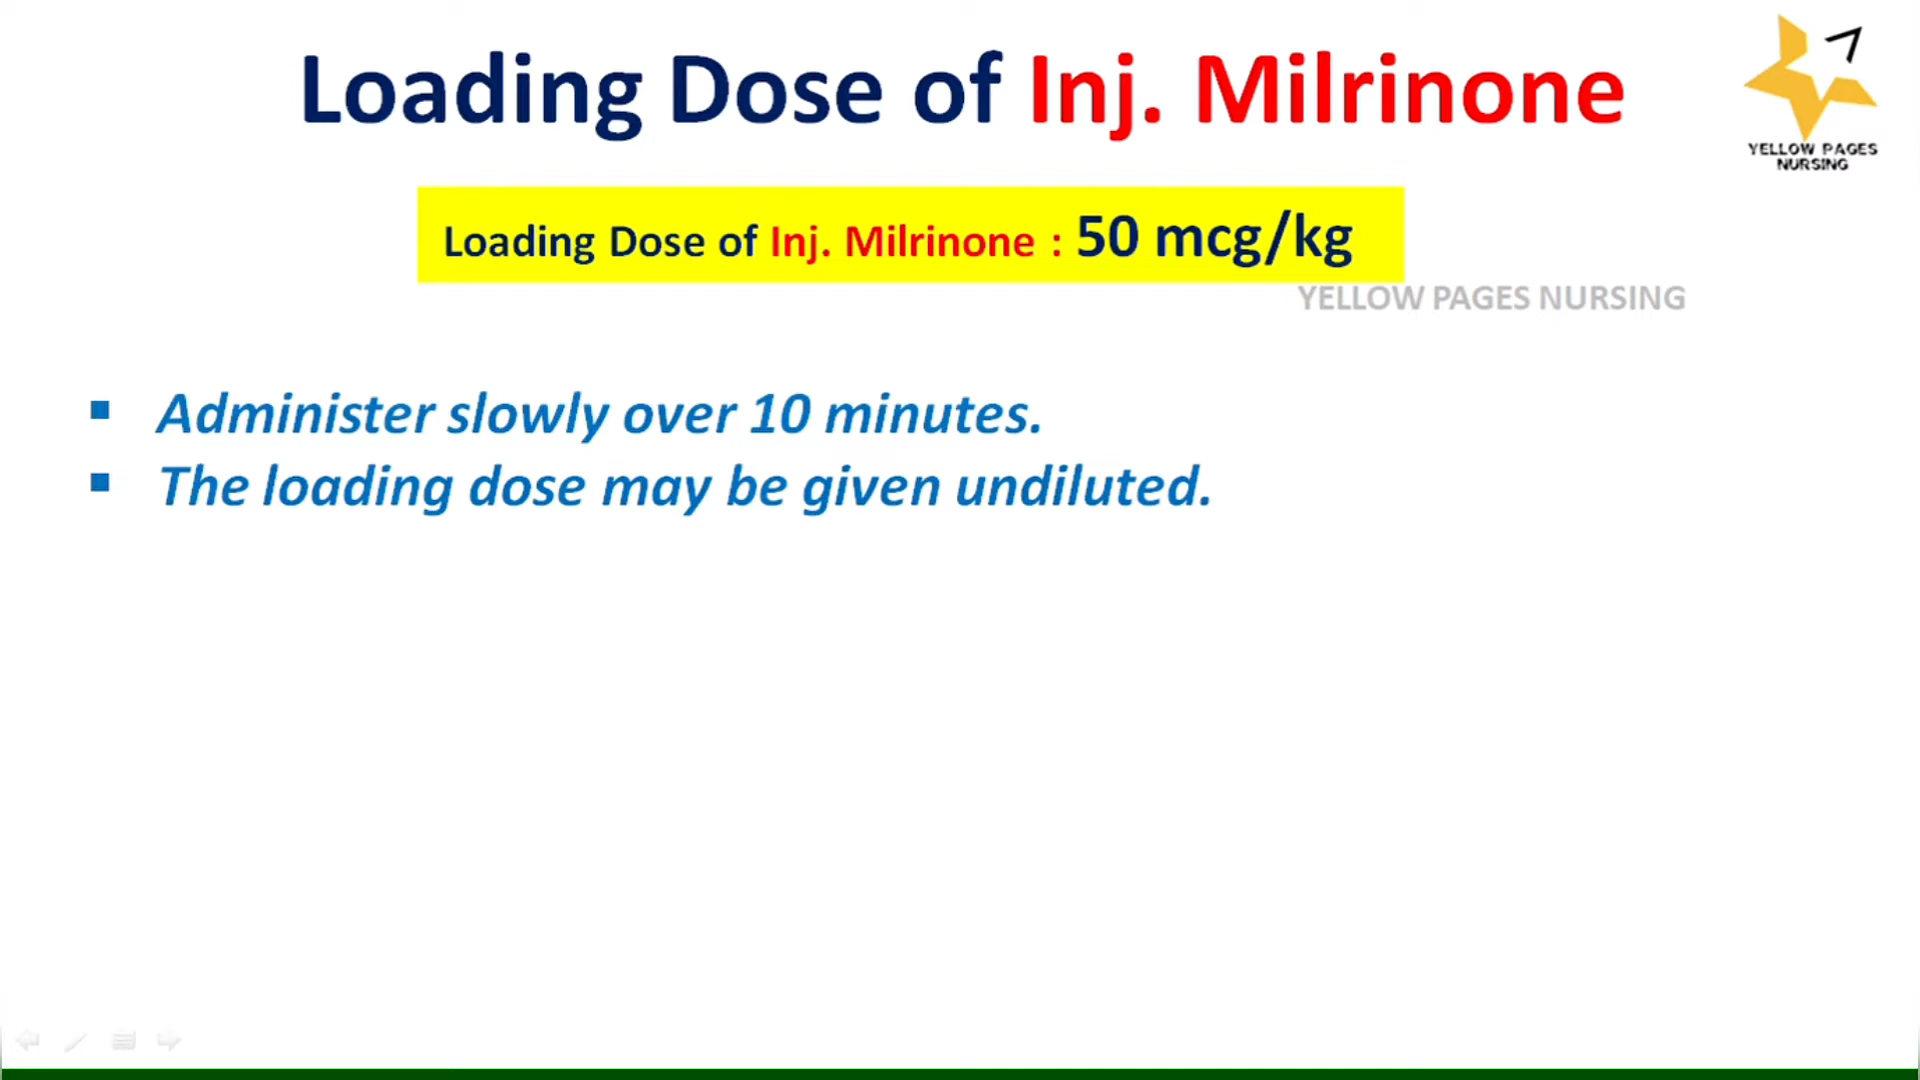 Loading Dose of Inj. Milrinone
YELLOW PAGES
NURSING
Loading Dose of Inj. Milrinone : 50 mcg/kg
YELLOW PAGES NURSING
▪ Administer slowly over 10 minutes.
▪ The loading dose may be given undiluted.